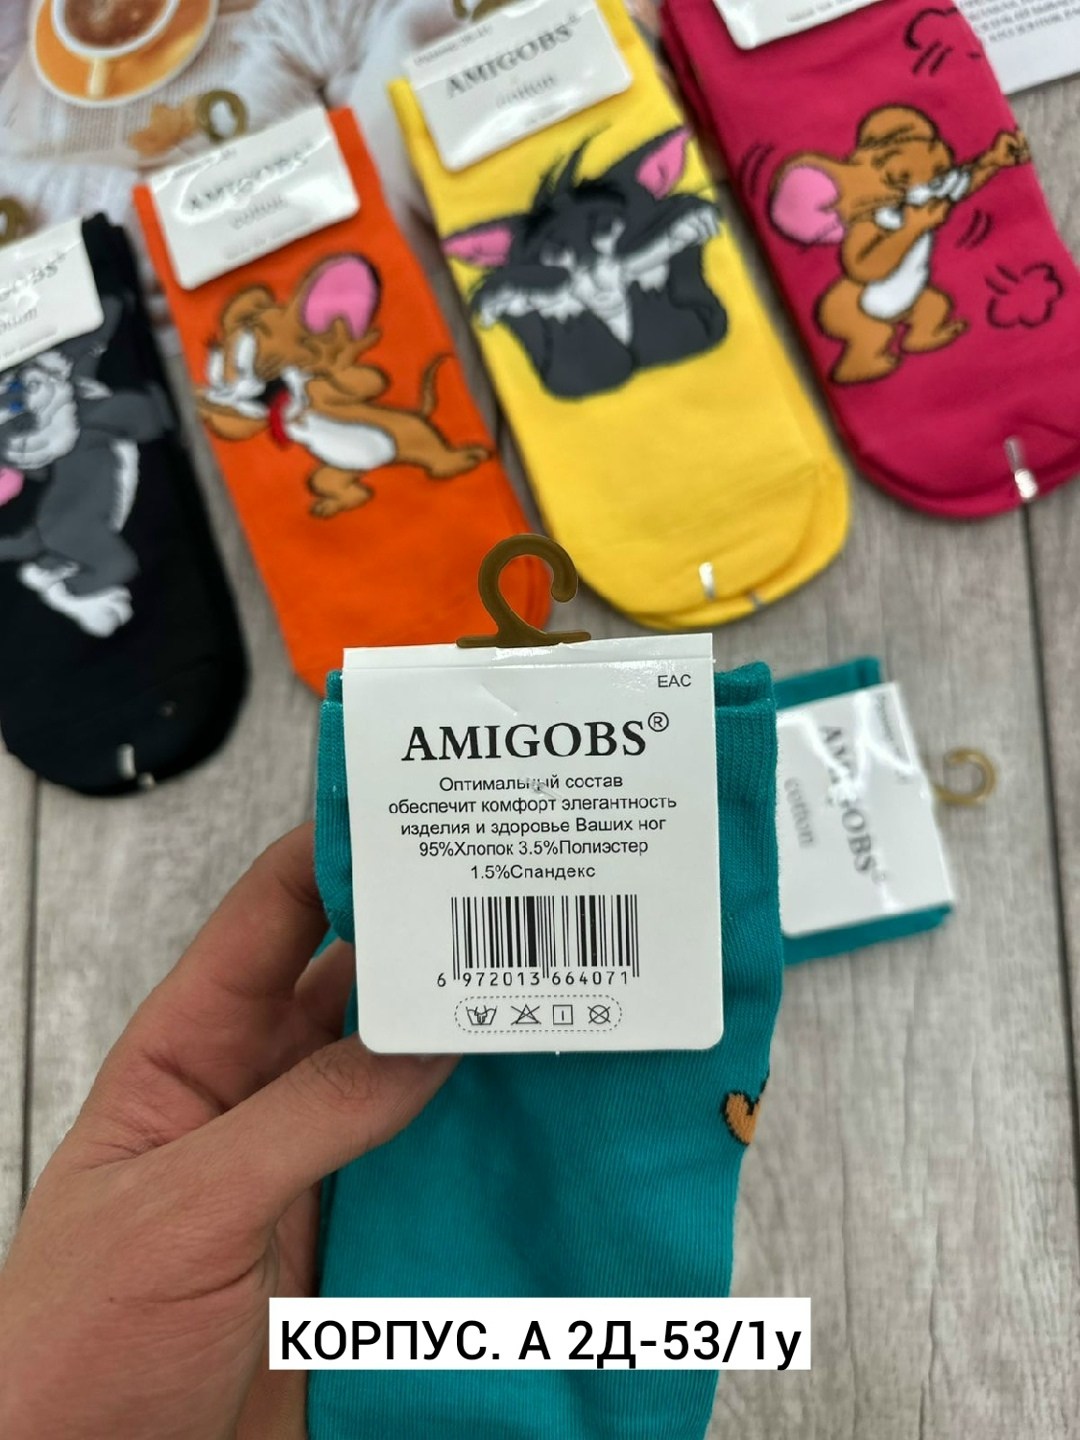 AMIGOBS®
AMIGOBS®
cotton
EAC
AMIGOBS®
Оптимальный состав
обеспечит комфорт элегантность
изделия и здоровье Ваших ног
95%Хлопок 3.5%Полиэстер
1.5%Спандекс
6 972013 664071
AMIGOBS®
cotton
КОРПУС. А 2Д-53/1у